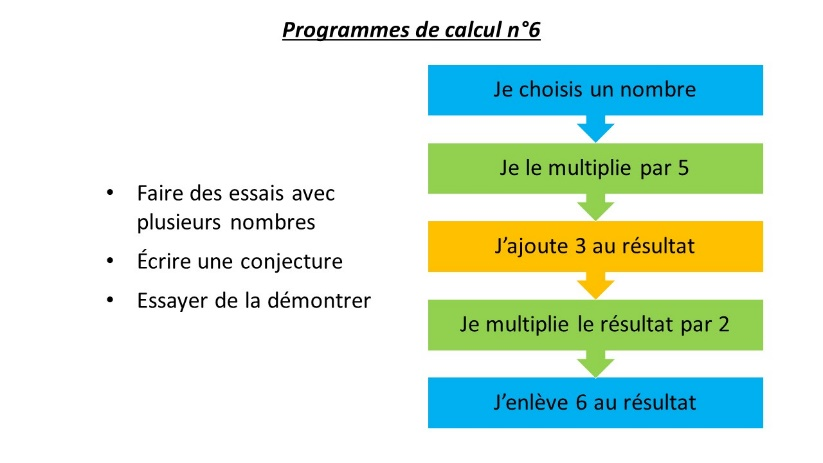 Programmes de calcul n°6
• Faire des essais avec
plusieurs nombres
• Écrire une conjecture
• Essayer de la démontrer
Je choisis un nombre
Je le multiplie par 5
J’ajoute 3 au résultat
Je multiplie le résultat par 2
J’enlève 6 au résultat